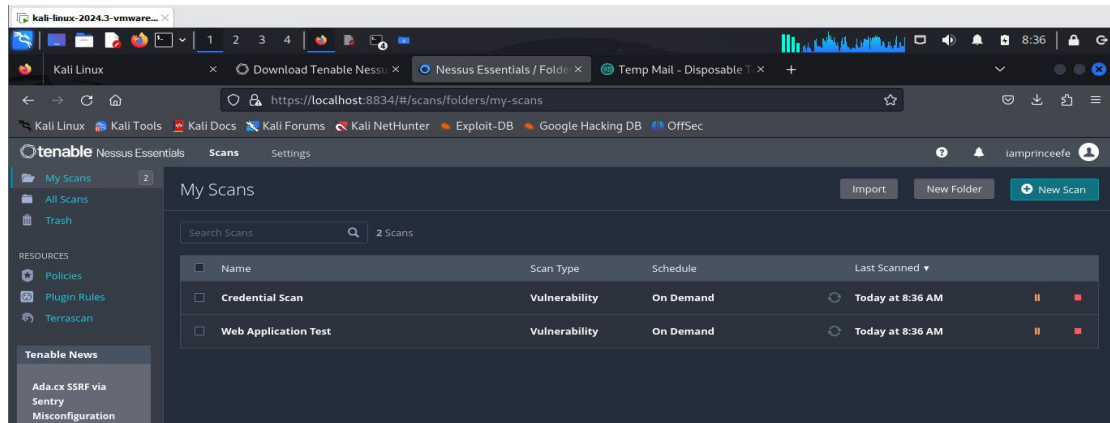 kali-linux-2024.3-vmware...
1 2 3 4 8:36
Kali Linux Download Tenable Nessu Nessus Essentials / Folde Temp Mail - Disposable T
https://localhost:8834/#/scans/folders/my-scans
Kali Linux Kali Tools Kali Docs Kali Forums Kali NetHunter Exploit-DB Google Hacking DB OffSec
tenable Nessus Essentials Scans Settings iamprinceefe
My Scans 2
All Scans
Trash
RESOURCES
Policies
Plugin Rules
Terrascan
Tenable News
Ada.cx SSRF via
Sentry
Misconfiguration
My Scans Import New Folder New Scan
Search Scans 2 Scans
Name Scan Type Schedule Last Scanned
Credential Scan Vulnerability On Demand Today at 8:36 AM
Web Application Test Vulnerability On Demand Today at 8:36 AM